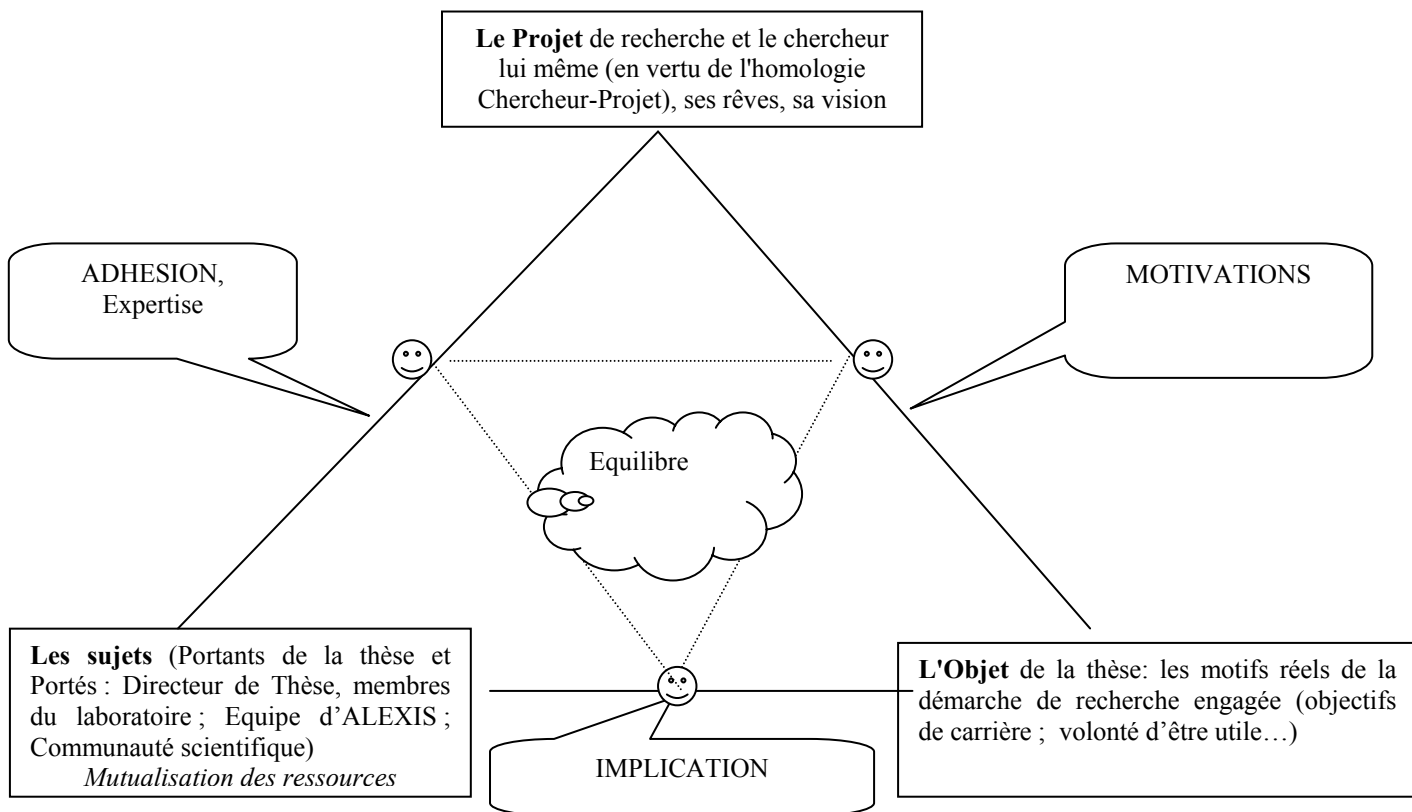 Le Projet de recherche et le chercheur
lui même (en vertu de l'homologie
Chercheur-Projet), ses rêves, sa vision
ADHESION,
Expertise
MOTIVATIONS
Equilibre
Les sujets (Portants de la thèse et
Portés : Directeur de Thèse, membres
du laboratoire ; Equipe d’ALEXIS ;
Communauté scientifique)
Mutualisation des ressources
IMPLICATION
L'Objet de la thèse: les motifs réels de la
démarche de recherche engagée (objectifs
de carrière ; volonté d’être utile…)